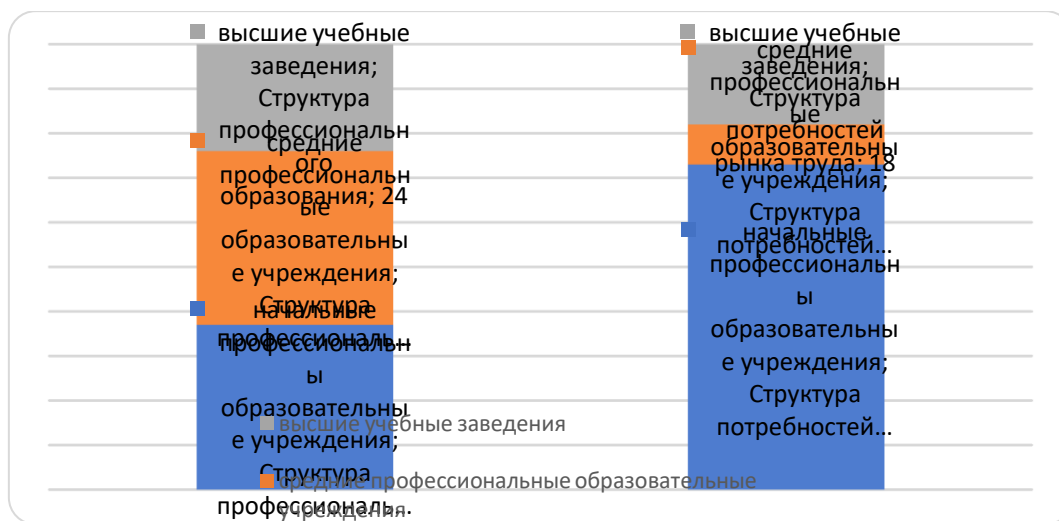 высшие учебные
заведения;
Структура
профессиональн
ого
образования; 24
средние
профессиональн
ые
образовательны
е учреждения;
Структура
профессиональ…
начальные
профессиональн
ы
образовательны
е учреждения;
Структура
профессиональ…
высшие учебные
заведения;
Структура
потребностей
рынка труда; 18
средние
профессиональн
ые
образовательны
е учреждения;
Структура
потребностей…
начальные
профессиональн
ы
образовательны
е учреждения;
Структура
потребностей…
высшие учебные заведения
средние профессиональные образовательные
учреждения